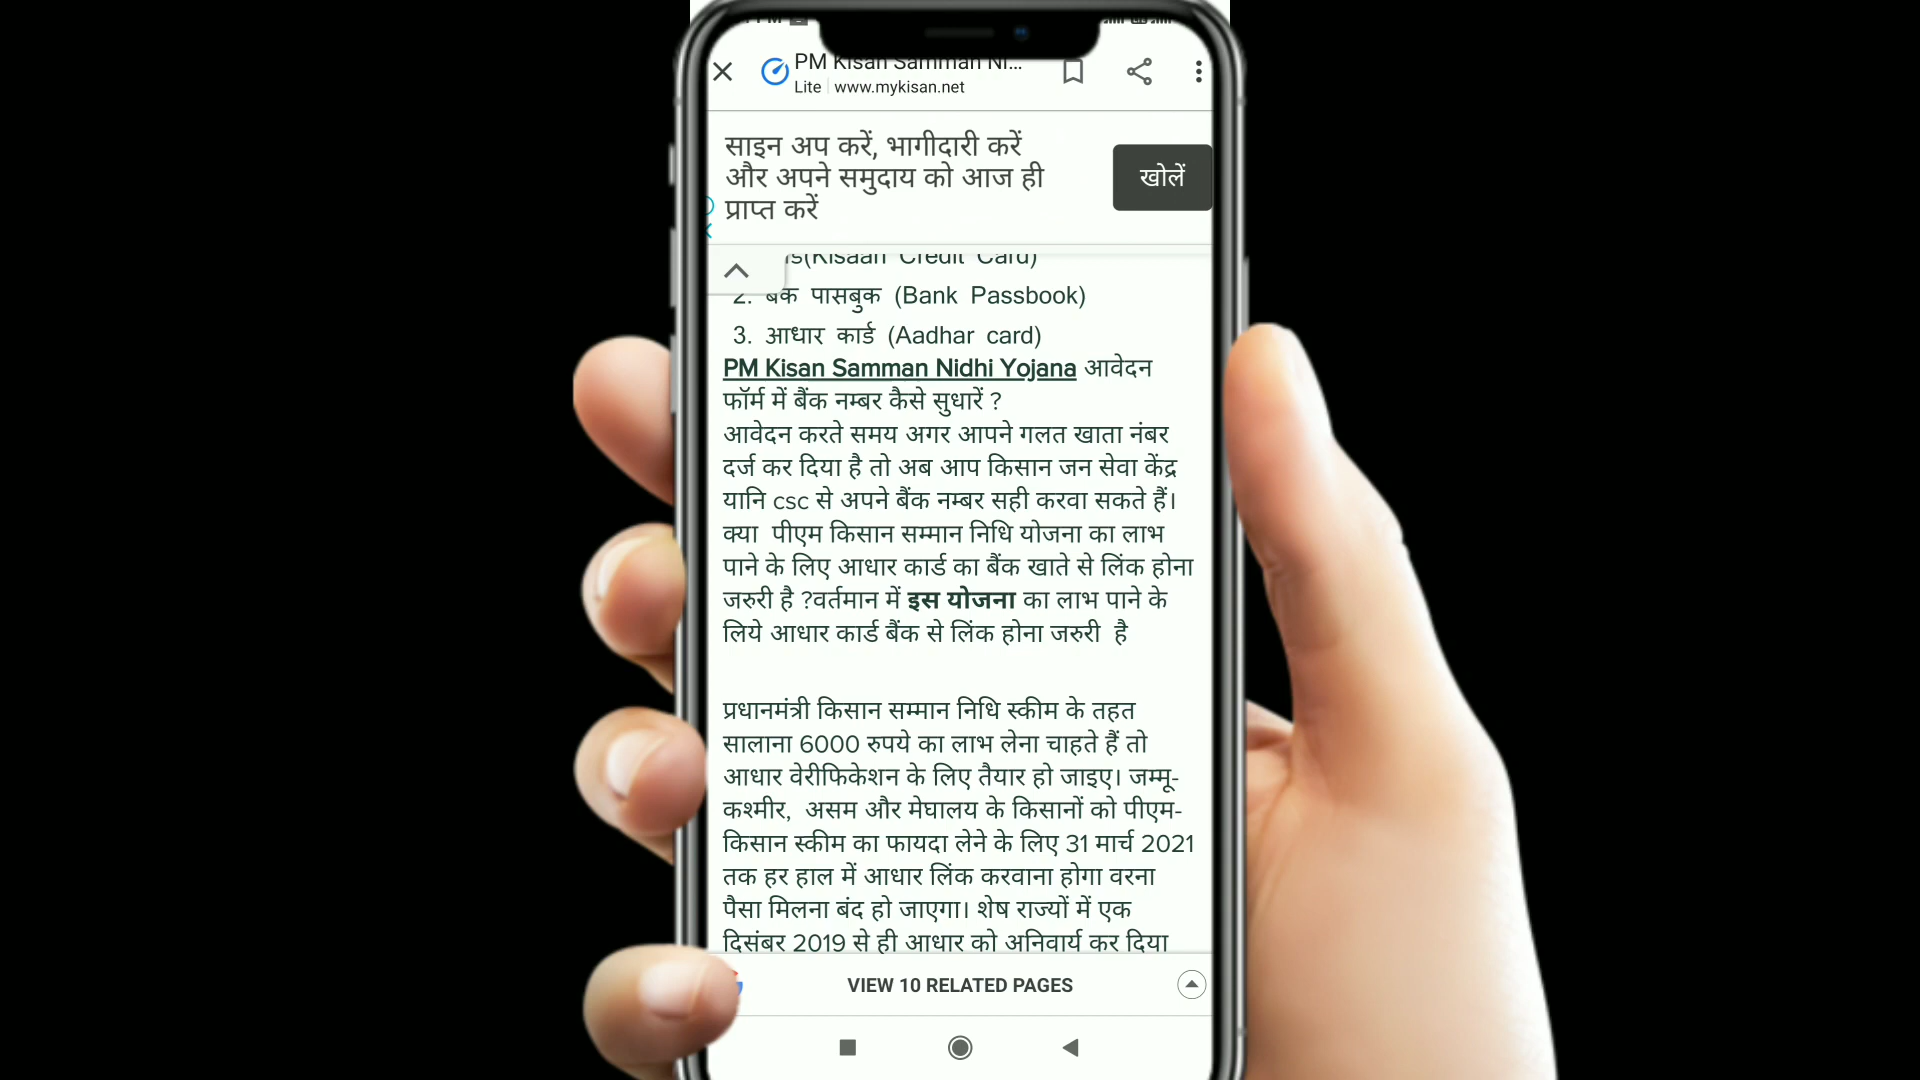 PM Kisan Samman Ni...
Lite www.mykisan.net
साइन अप करें, भागीदारी करें
और अपने समुदाय को आज ही
प्राप्त करें
खोलें
(Kisaan Credit Card)
2. बैंक पासबुक (Bank Passbook)
3. आधार कार्ड (Aadhar card)
PM Kisan Samman Nidhi Yojana आवेदन
फॉर्म में बैंक नम्बर कैसे सुधारें ?
आवेदन करते समय अगर आपने गलत खाता नंबर
दर्ज कर दिया है तो अब आप किसान जन सेवा केंद्र
यानि csc से अपने बैंक नम्बर सही करवा सकते हैं।
क्या पीएम किसान सम्मान निधि योजना का लाभ
पाने के लिए आधार कार्ड का बैंक खाते से लिंक होना
जरुरी है ?वर्तमान में इस योजना का लाभ पाने के
लिये आधार कार्ड बैंक से लिंक होना जरुरी है
प्रधानमंत्री किसान सम्मान निधि स्कीम के तहत
सालाना 6000 रुपये का लाभ लेना चाहते हैं तो
आधार वेरीफिकेशन के लिए तैयार हो जाइए। जम्मू-
कश्मीर, असम और मेघालय के किसानों को पीएम-
किसान स्कीम का फायदा लेने के लिए 31 मार्च 2021
तक हर हाल में आधार लिंक करवाना होगा वरना
पैसा मिलना बंद हो जाएगा। शेष राज्यों में एक
दिसंबर 2019 से ही आधार को अनिवार्य कर दिया
VIEW 10 RELATED PAGES